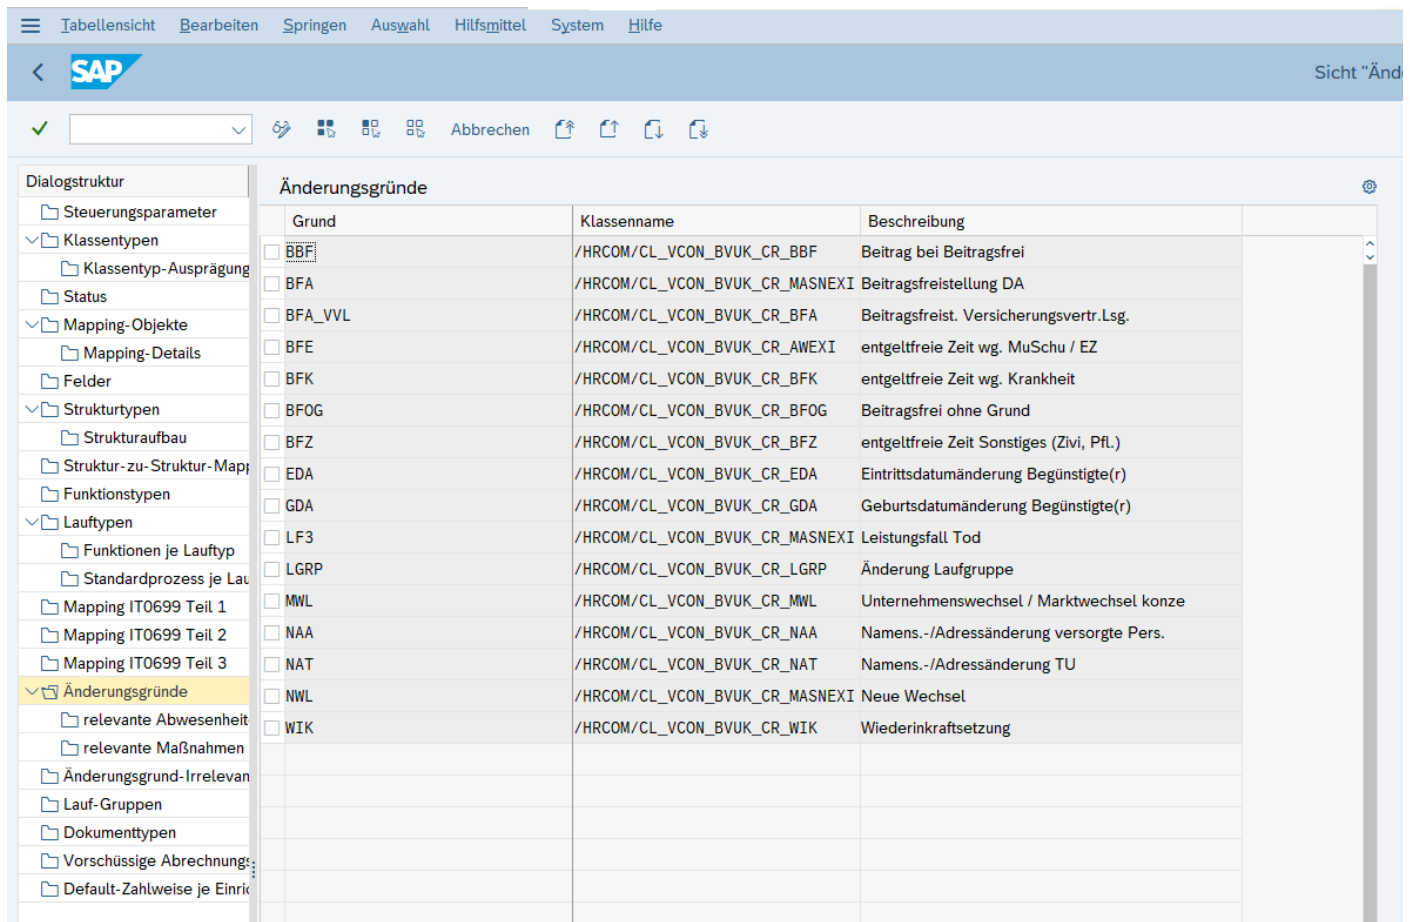 Tabellensicht Bearbeiten Springen Auswahl Hilfsmittel System Hilfe
SAP
Sicht "Änd
Abbrechen
Dialogstruktur
Steuerungsparameter
Klassentypen
Klassentyp-Ausprägung
Status
Mapping-Objekte
Mapping-Details
Felder
Strukturtypen
Strukturaufbau
Struktur-zu-Struktur-Mapp
Funktionstypen
Lauftypen
Funktionen je Lauftyp
Standardprozess je Lau
Mapping IT0699 Teil 1
Mapping IT0699 Teil 2
Mapping IT0699 Teil 3
Änderungsgründe
relevante Abwesenheit
relevante Maßnahmen
Änderungsgrund-Irrelevan
Lauf-Gruppen
Dokumenttypen
Vorschüssige Abrechnungs
Default-Zahlweise je Einric
Änderungsgründe
Grund Klassenname Beschreibung
BBF /HRCOM/CL_VCON_BVUK_CR_BBF Beitrag bei Beitragsfrei
BFA /HRCOM/CL_VCON_BVUK_CR_MASNEXI Beitragsfreistellung DA
BFA_VVL /HRCOM/CL_VCON_BVUK_CR_BFA Beitragsfreist. Versicherungsvertr.Lsg.
BFE /HRCOM/CL_VCON_BVUK_CR_AWEXI entgeltfreie Zeit wg. MuSchu / EZ
BFK /HRCOM/CL_VCON_BVUK_CR_BFK entgeltfreie Zeit wg. Krankheit
BFOG /HRCOM/CL_VCON_BVUK_CR_BFOG Beitragsfrei ohne Grund
BFZ /HRCOM/CL_VCON_BVUK_CR_BFZ entgeltfreie Zeit Sonstiges (Zivi, Pfl.)
EDA /HRCOM/CL_VCON_BVUK_CR_EDA Eintrittsdatumänderung Begünstigte(r)
GDA /HRCOM/CL_VCON_BVUK_CR_GDA Geburtsdatumänderung Begünstigte(r)
LF3 /HRCOM/CL_VCON_BVUK_CR_MASNEXI Leistungsfall Tod
LGRP /HRCOM/CL_VCON_BVUK_CR_LGRP Änderung Laufgruppe
MWL /HRCOM/CL_VCON_BVUK_CR_MWL Unternehmenswechsel / Marktwechsel konze
NAA /HRCOM/CL_VCON_BVUK_CR_NAA Namens.-/Adressänderung versorgte Pers.
NAT /HRCOM/CL_VCON_BVUK_CR_NAT Namens.-/Adressänderung TU
NWL /HRCOM/CL_VCON_BVUK_CR_MASNEXI Neue Wechsel
WIK /HRCOM/CL_VCON_BVUK_CR_WIK Wiederinkraftsetzung